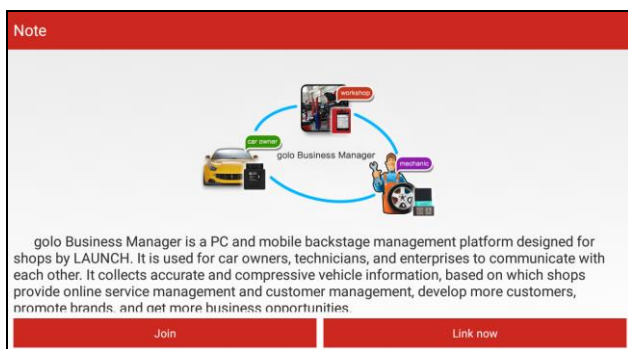 Note
workshop
car owner
golo Business Manager
mechanic
golo Business Manager is a PC and mobile backstage management platform designed for
shops by LAUNCH. It is used for car owners, technicians, and enterprises to communicate with
each other. It collects accurate and compressive vehicle information, based on which shops
provide online service management and customer management, develop more customers,
promote brands, and get more business opportunities.
Join
Link now